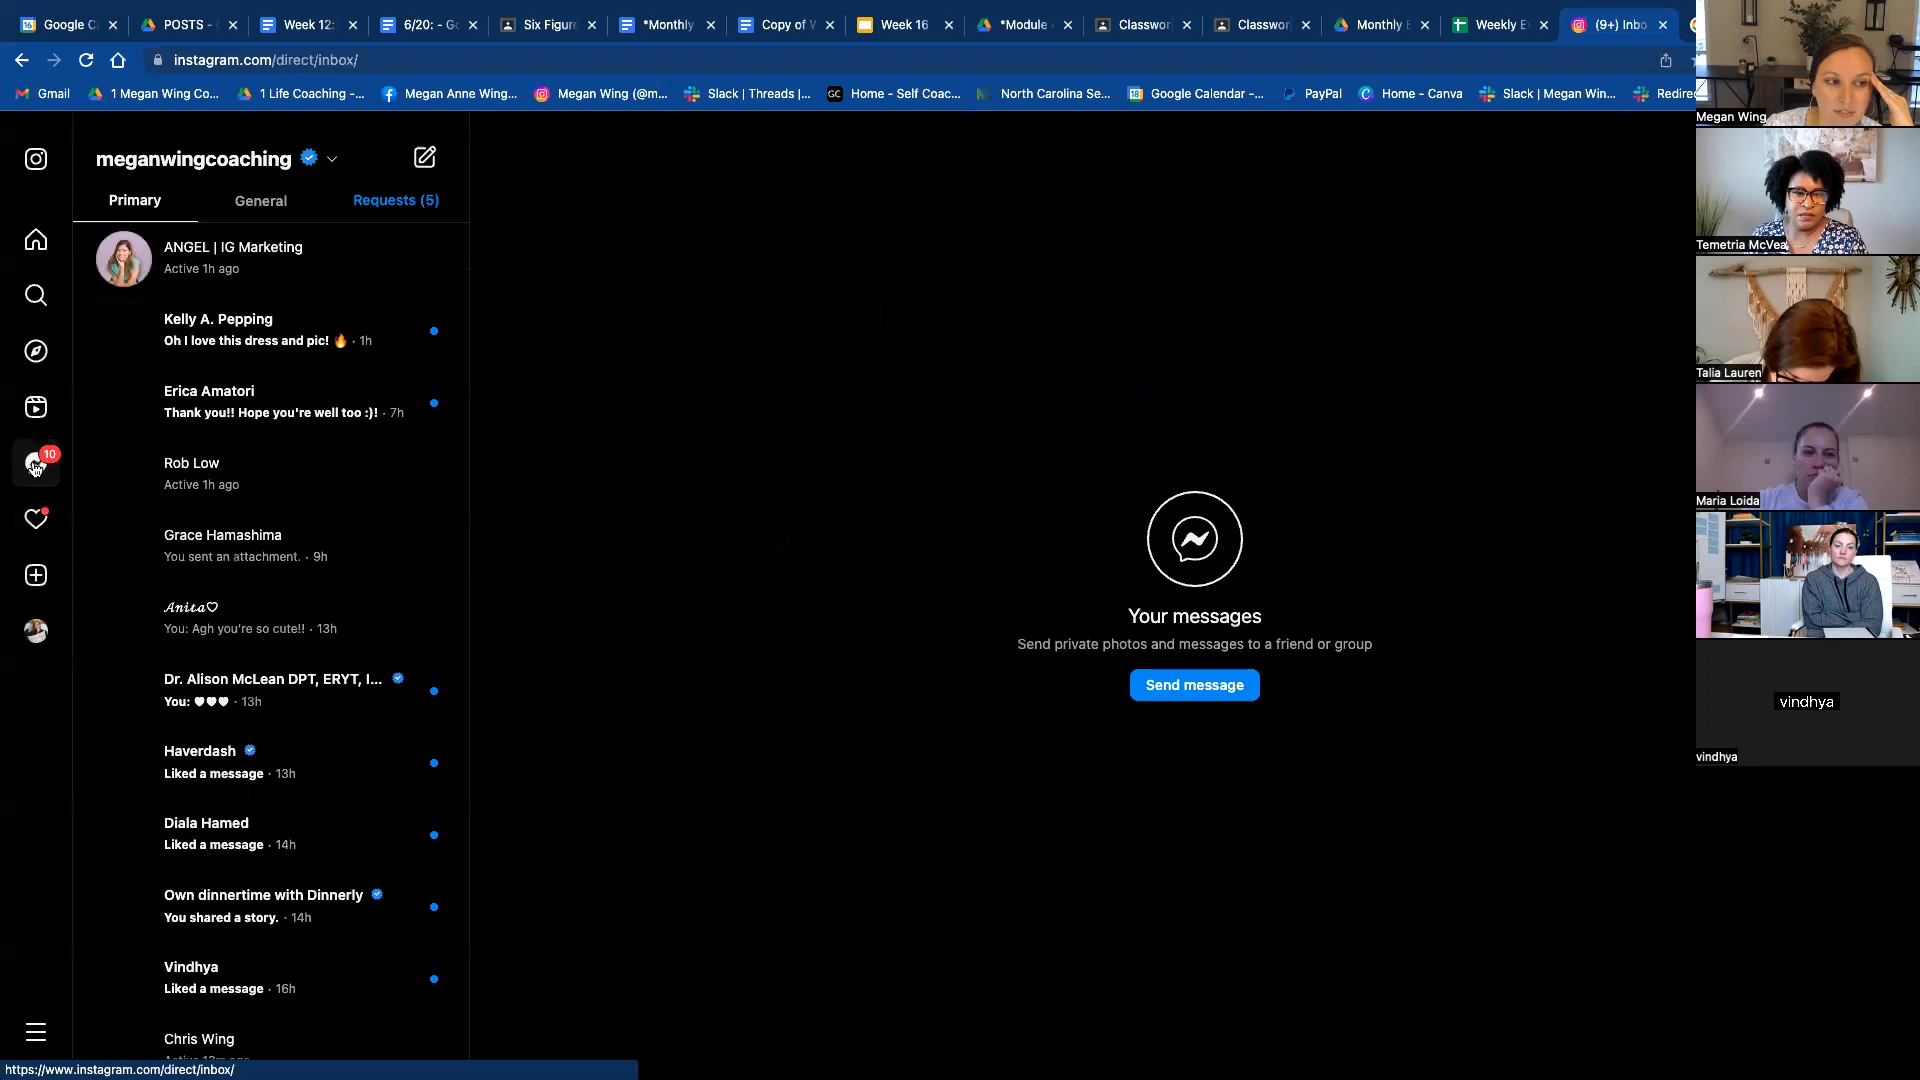 Google C
POSTS -
Week 12:
6/20: - Go
Six Figure
*Monthly
Copy of W
Week 16
*Module
Classwor
Classwor
Monthly E
Weekly Ev
(9+) Inbo
instagram.com/direct/inbox/
Gmail
1 Megan Wing Co...
1 Life Coaching -...
Megan Anne Wing...
Megan Wing (@m...
Slack | Threads |...
Home - Self Coac...
North Carolina Se...
Google Calendar -...
PayPal
Home - Canva
Slack | Megan Win...
Redirec
meganwingcoaching
Primary
General
Requests (5)
ANGEL | IG Marketing
Active 1h ago
Kelly A. Pepping
Oh I love this dress and pic! 🔥 · 1h
Erica Amatori
Thank you!! Hope you're well too :)! · 7h
10
Rob Low
Active 1h ago
Grace Hamashima
You sent an attachment. · 9h
𝓐𝓷𝓲𝓽𝓪♡
You: Agh you're so cute!! · 13h
Dr. Alison McLean DPT, ERYT, I...
You: 🖤🖤🖤 · 13h
Haverdash
Liked a message · 13h
Diala Hamed
Liked a message · 14h
Own dinnertime with Dinnerly
You shared a story. · 14h
Vindhya
Liked a message · 16h
Chris Wing
Your messages
Send private photos and messages to a friend or group
Send message
Megan Wing
Temetria McVea
Talia Lauren
Maria Loida
vindhya
vindhya
https://www.instagram.com/direct/inbox/